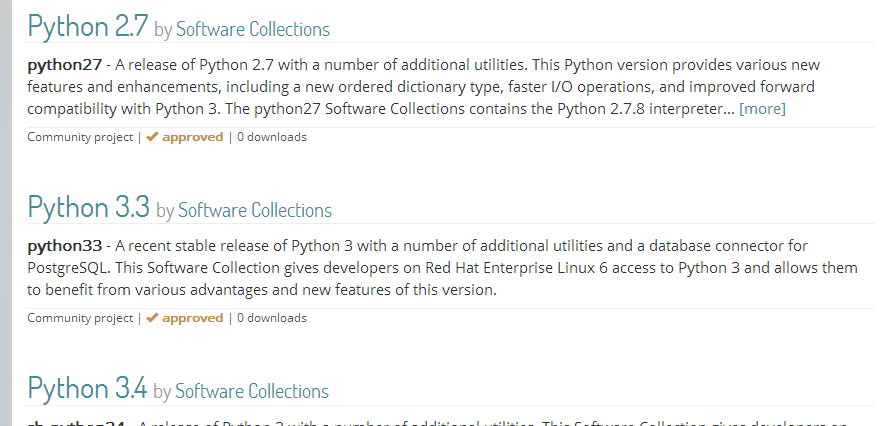 Python 2.7 by Software Collections
python27 - A release of Python 2.7 with a number of additional utilities. This Python version provides various new
features and enhancements, including a new ordered dictionary type, faster I/O operations, and improved forward
compatibility with Python 3. The python27 Software Collections contains the Python 2.7.8 interpreter... [more]
Community project | ✔ approved | 0 downloads
Python 3.3 by Software Collections
python33 - A recent stable release of Python 3 with a number of additional utilities and a database connector for
PostgreSQL. This Software Collection gives developers on Red Hat Enterprise Linux 6 access to Python 3 and allows them
to benefit from various advantages and new features of this version.
Community project | ✔ approved | 0 downloads
Python 3.4 by Software Collections
rh-python34 - A release of Python 3 with a number of additional utilities. This Software Collection gives developers on